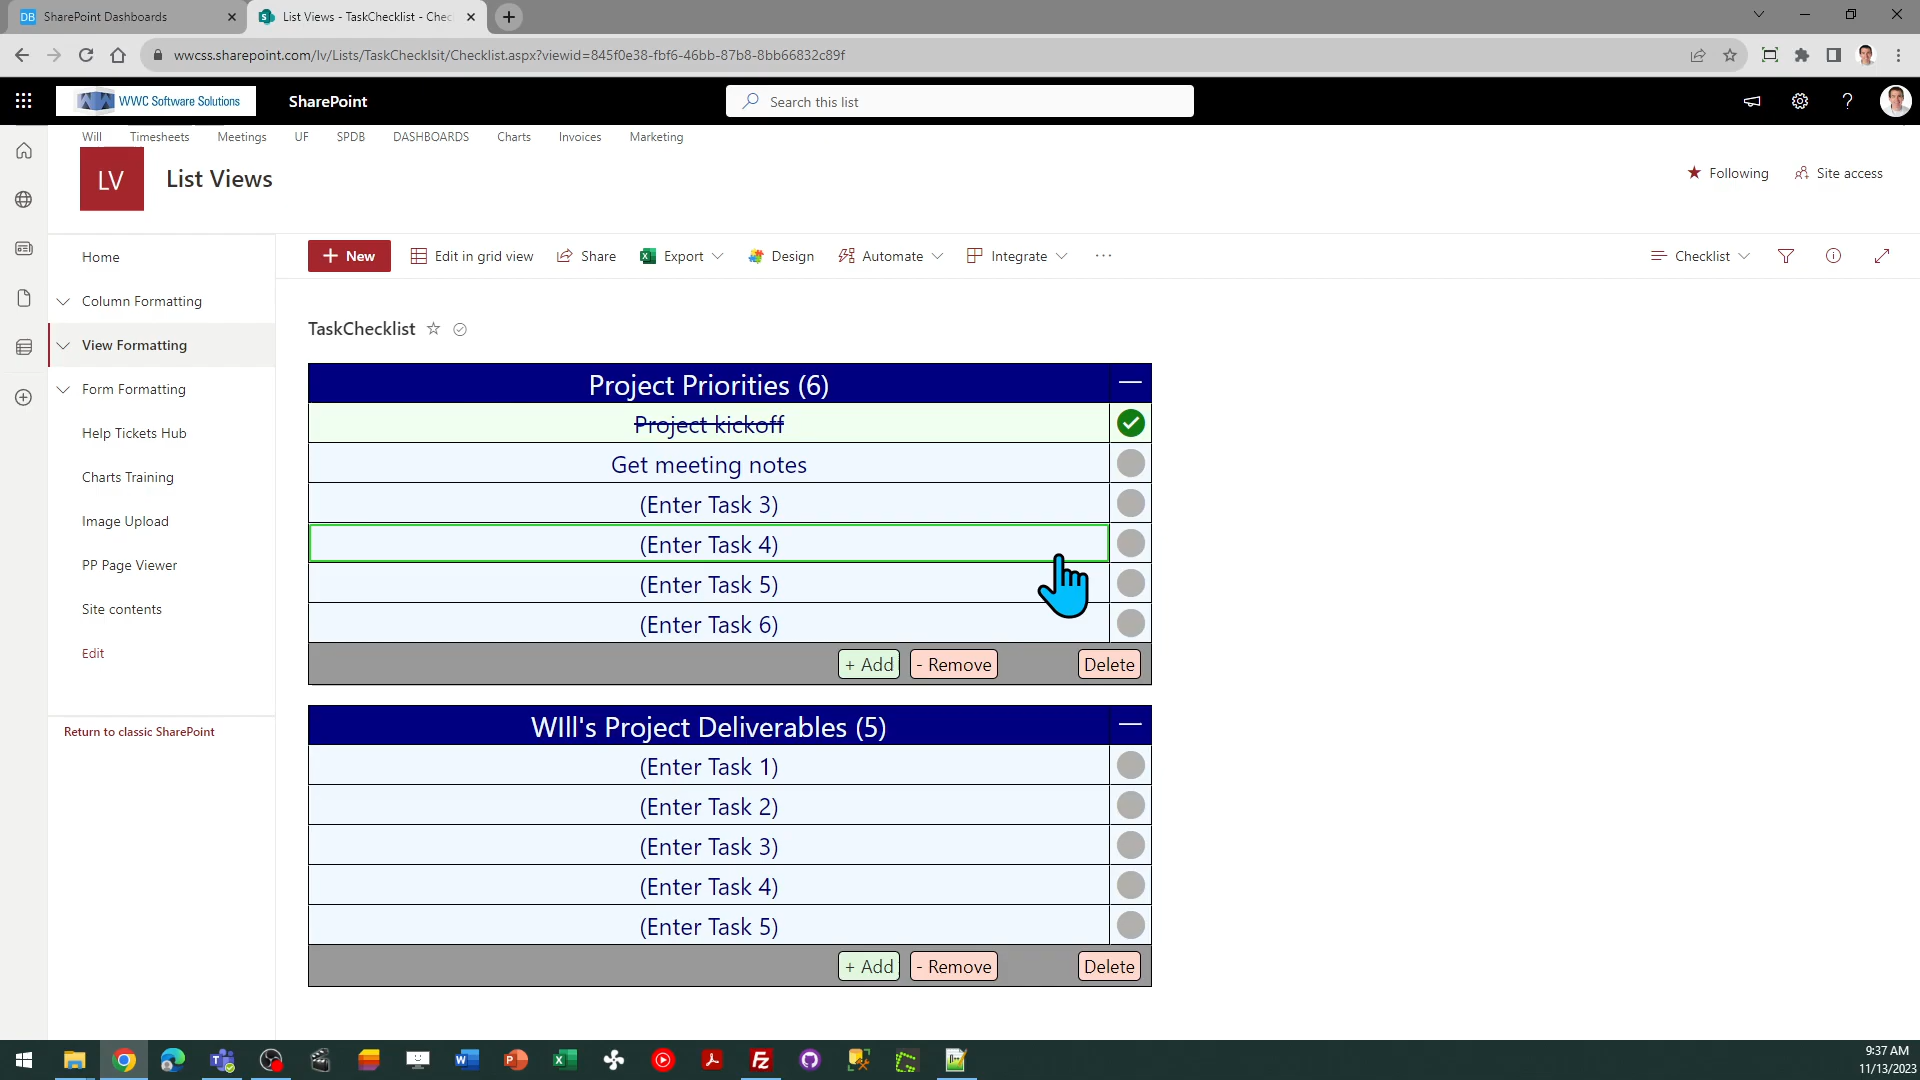 DB SharePoint Dashboards
List Views - TaskChecklist - Chec
wwcss.sharepoint.com/lv/Lists/TaskChecklsit/Checklist.aspx?viewid=845f0e38-fbf6-46bb-87b8-8bb66832c89f
WWC Software Solutions
SharePoint
Search this list
Will Timesheets Meetings UF SPDB DASHBOARDS Charts Invoices Marketing
LV
List Views
Following
Site access
Home
Column Formatting
View Formatting
Form Formatting
Help Tickets Hub
Charts Training
Image Upload
PP Page Viewer
Site contents
Edit
Return to classic SharePoint
New
Edit in grid view
Share
Export
Design
Automate
Integrate
Checklist
TaskChecklist
Project Priorities (6)
Project kickoff
Get meeting notes
(Enter Task 3)
(Enter Task 4)
(Enter Task 5)
(Enter Task 6)
+ Add - Remove Delete
WIll's Project Deliverables (5)
(Enter Task 1)
(Enter Task 2)
(Enter Task 3)
(Enter Task 4)
(Enter Task 5)
+ Add - Remove Delete
9:37 AM
11/13/2023